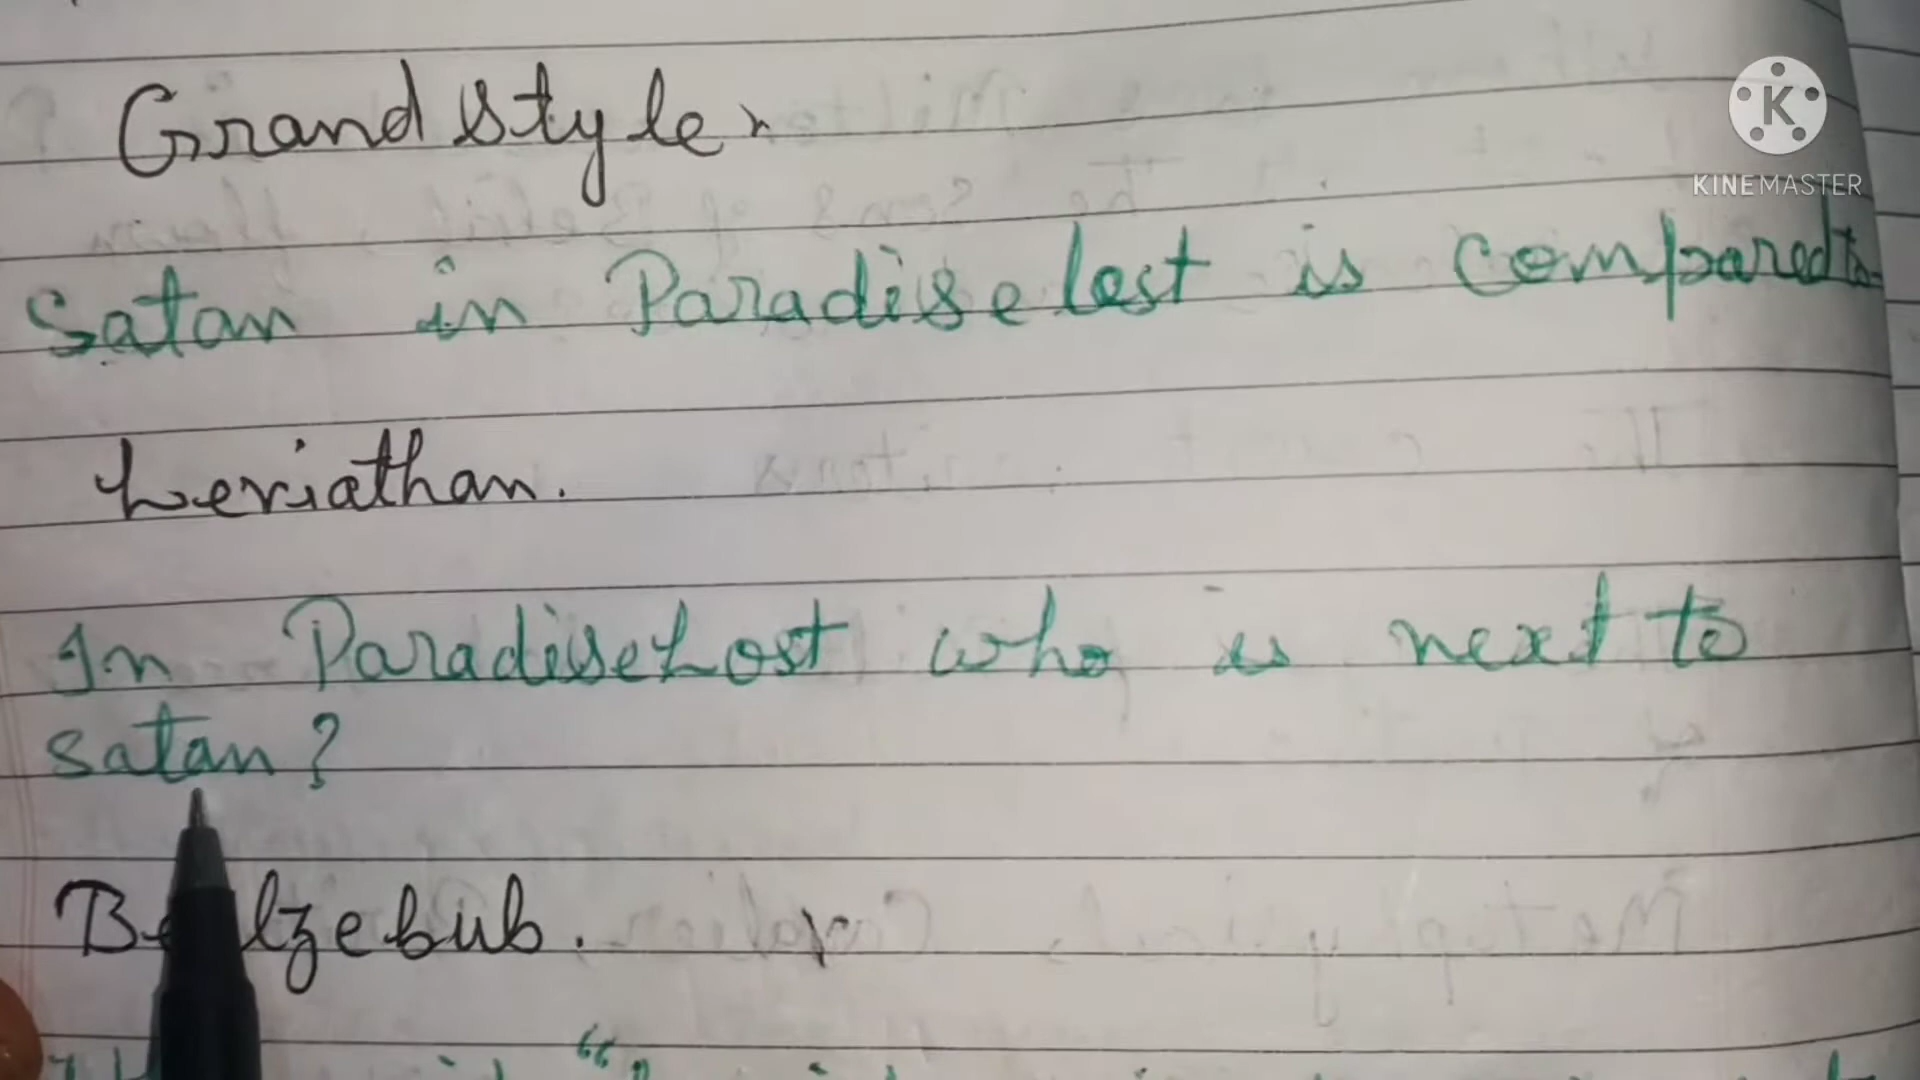 Grand Style
KINEMASTER
Satan in Paradise lost is compared to
Leviathan.
In Paradise Lost who is next to
satan?
Beelzebub.